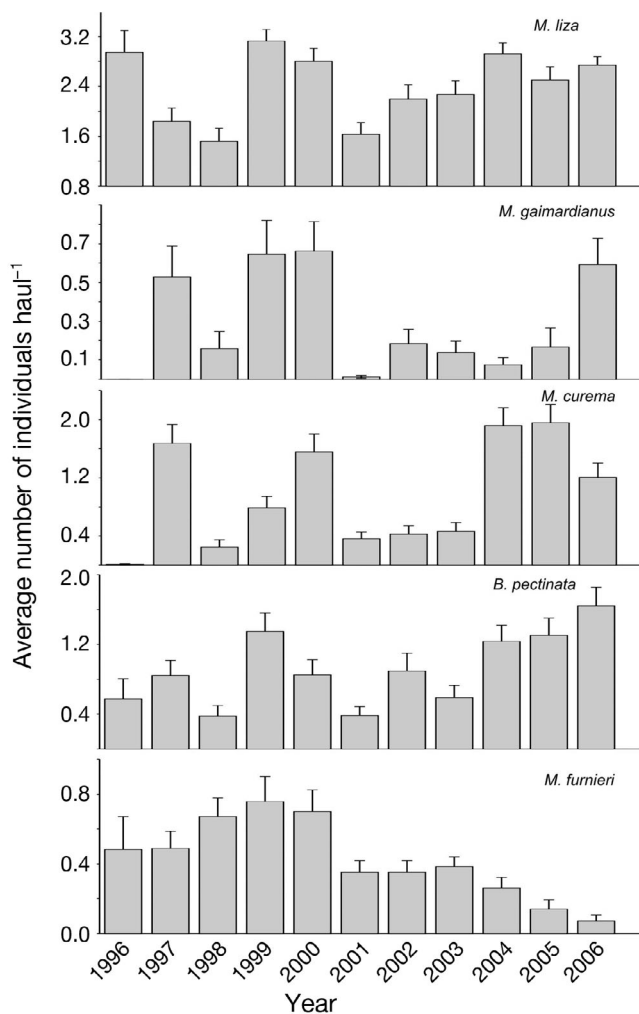 M. liza
3.2
2.4
1.6
0.8
M. gaimardianus
0.7
0.5
0.3
0.1
M. curema
2.0
1.2
0.4
B. pectinata
2.0
1.2
0.4
M. furnieri
0.8
0.4
0.0
Average number of individuals haul⁻¹
1996 1997 1998 1999 2000 2001 2002 2003 2004 2005 2006
Year